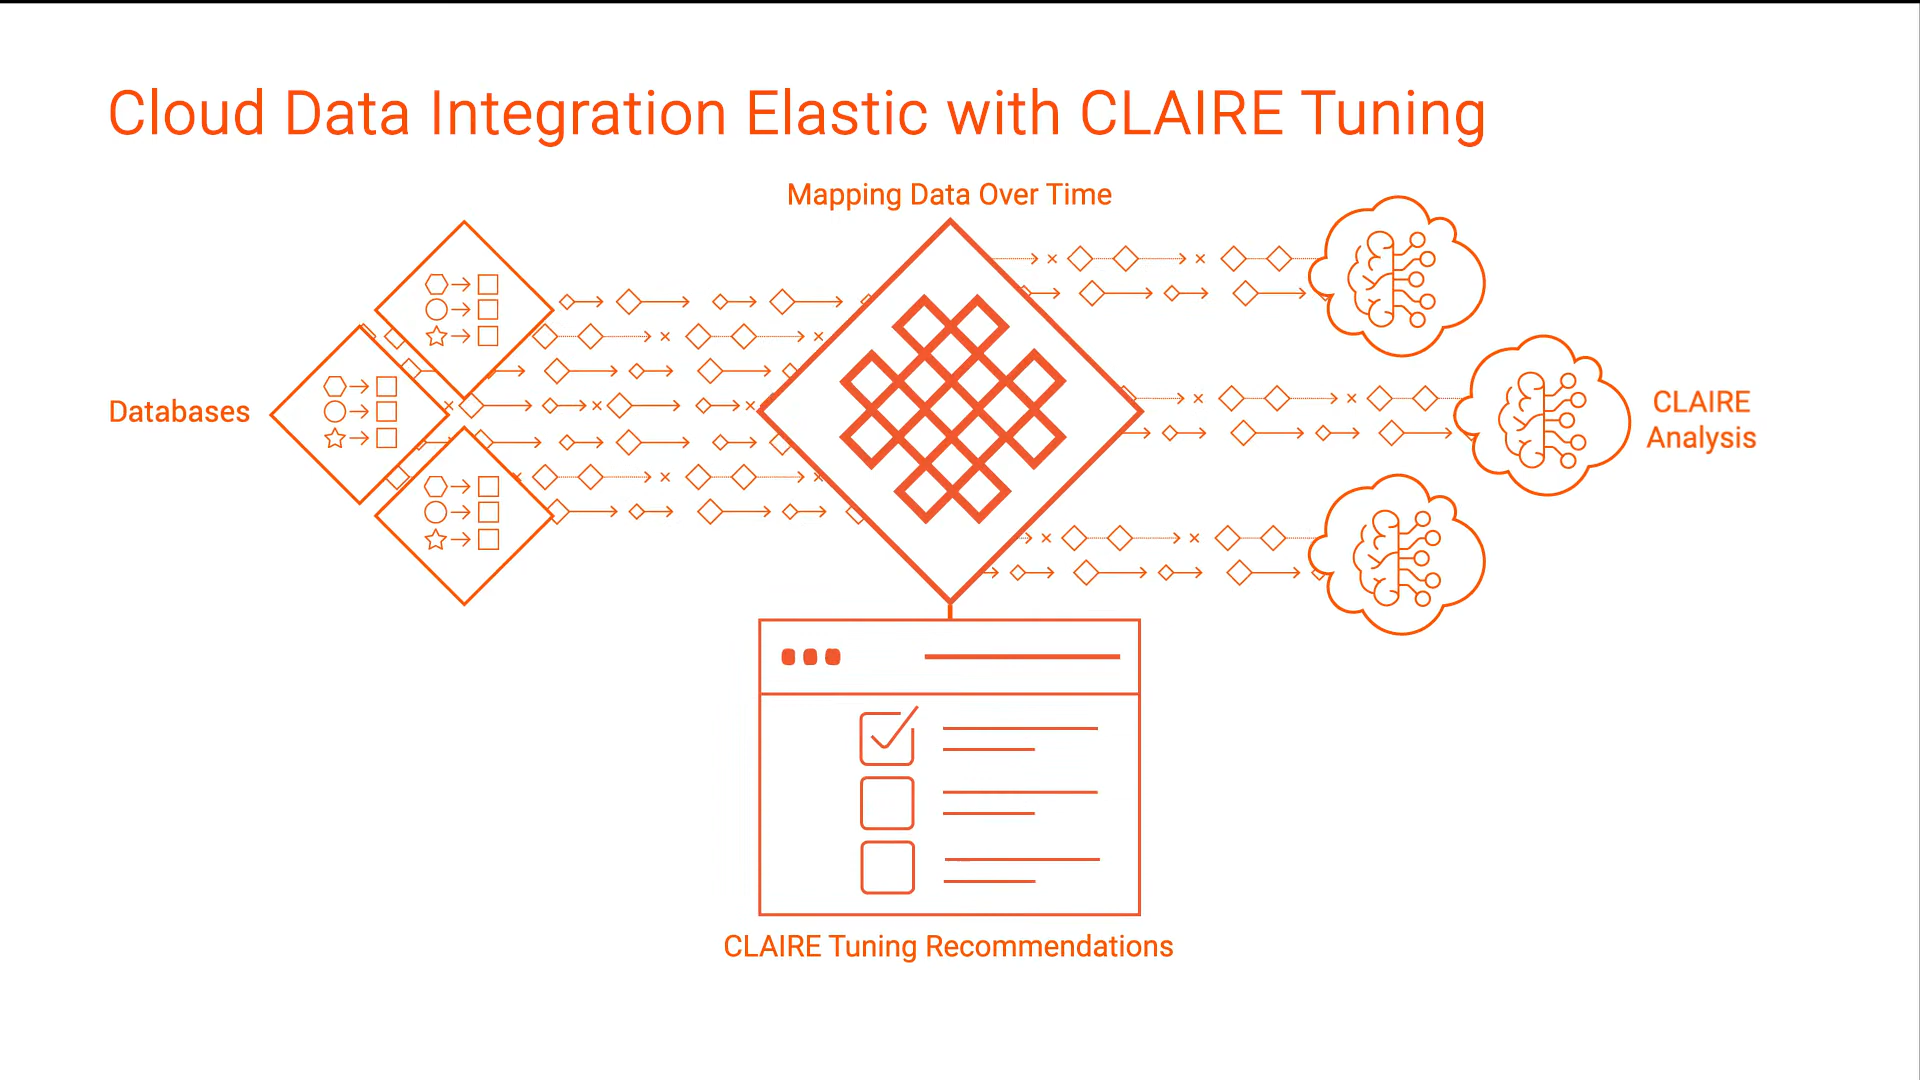 Cloud Data Integration Elastic with CLAIRE Tuning
Mapping Data Over Time
Databases
CLAIRE
Analysis
CLAIRE Tuning Recommendations